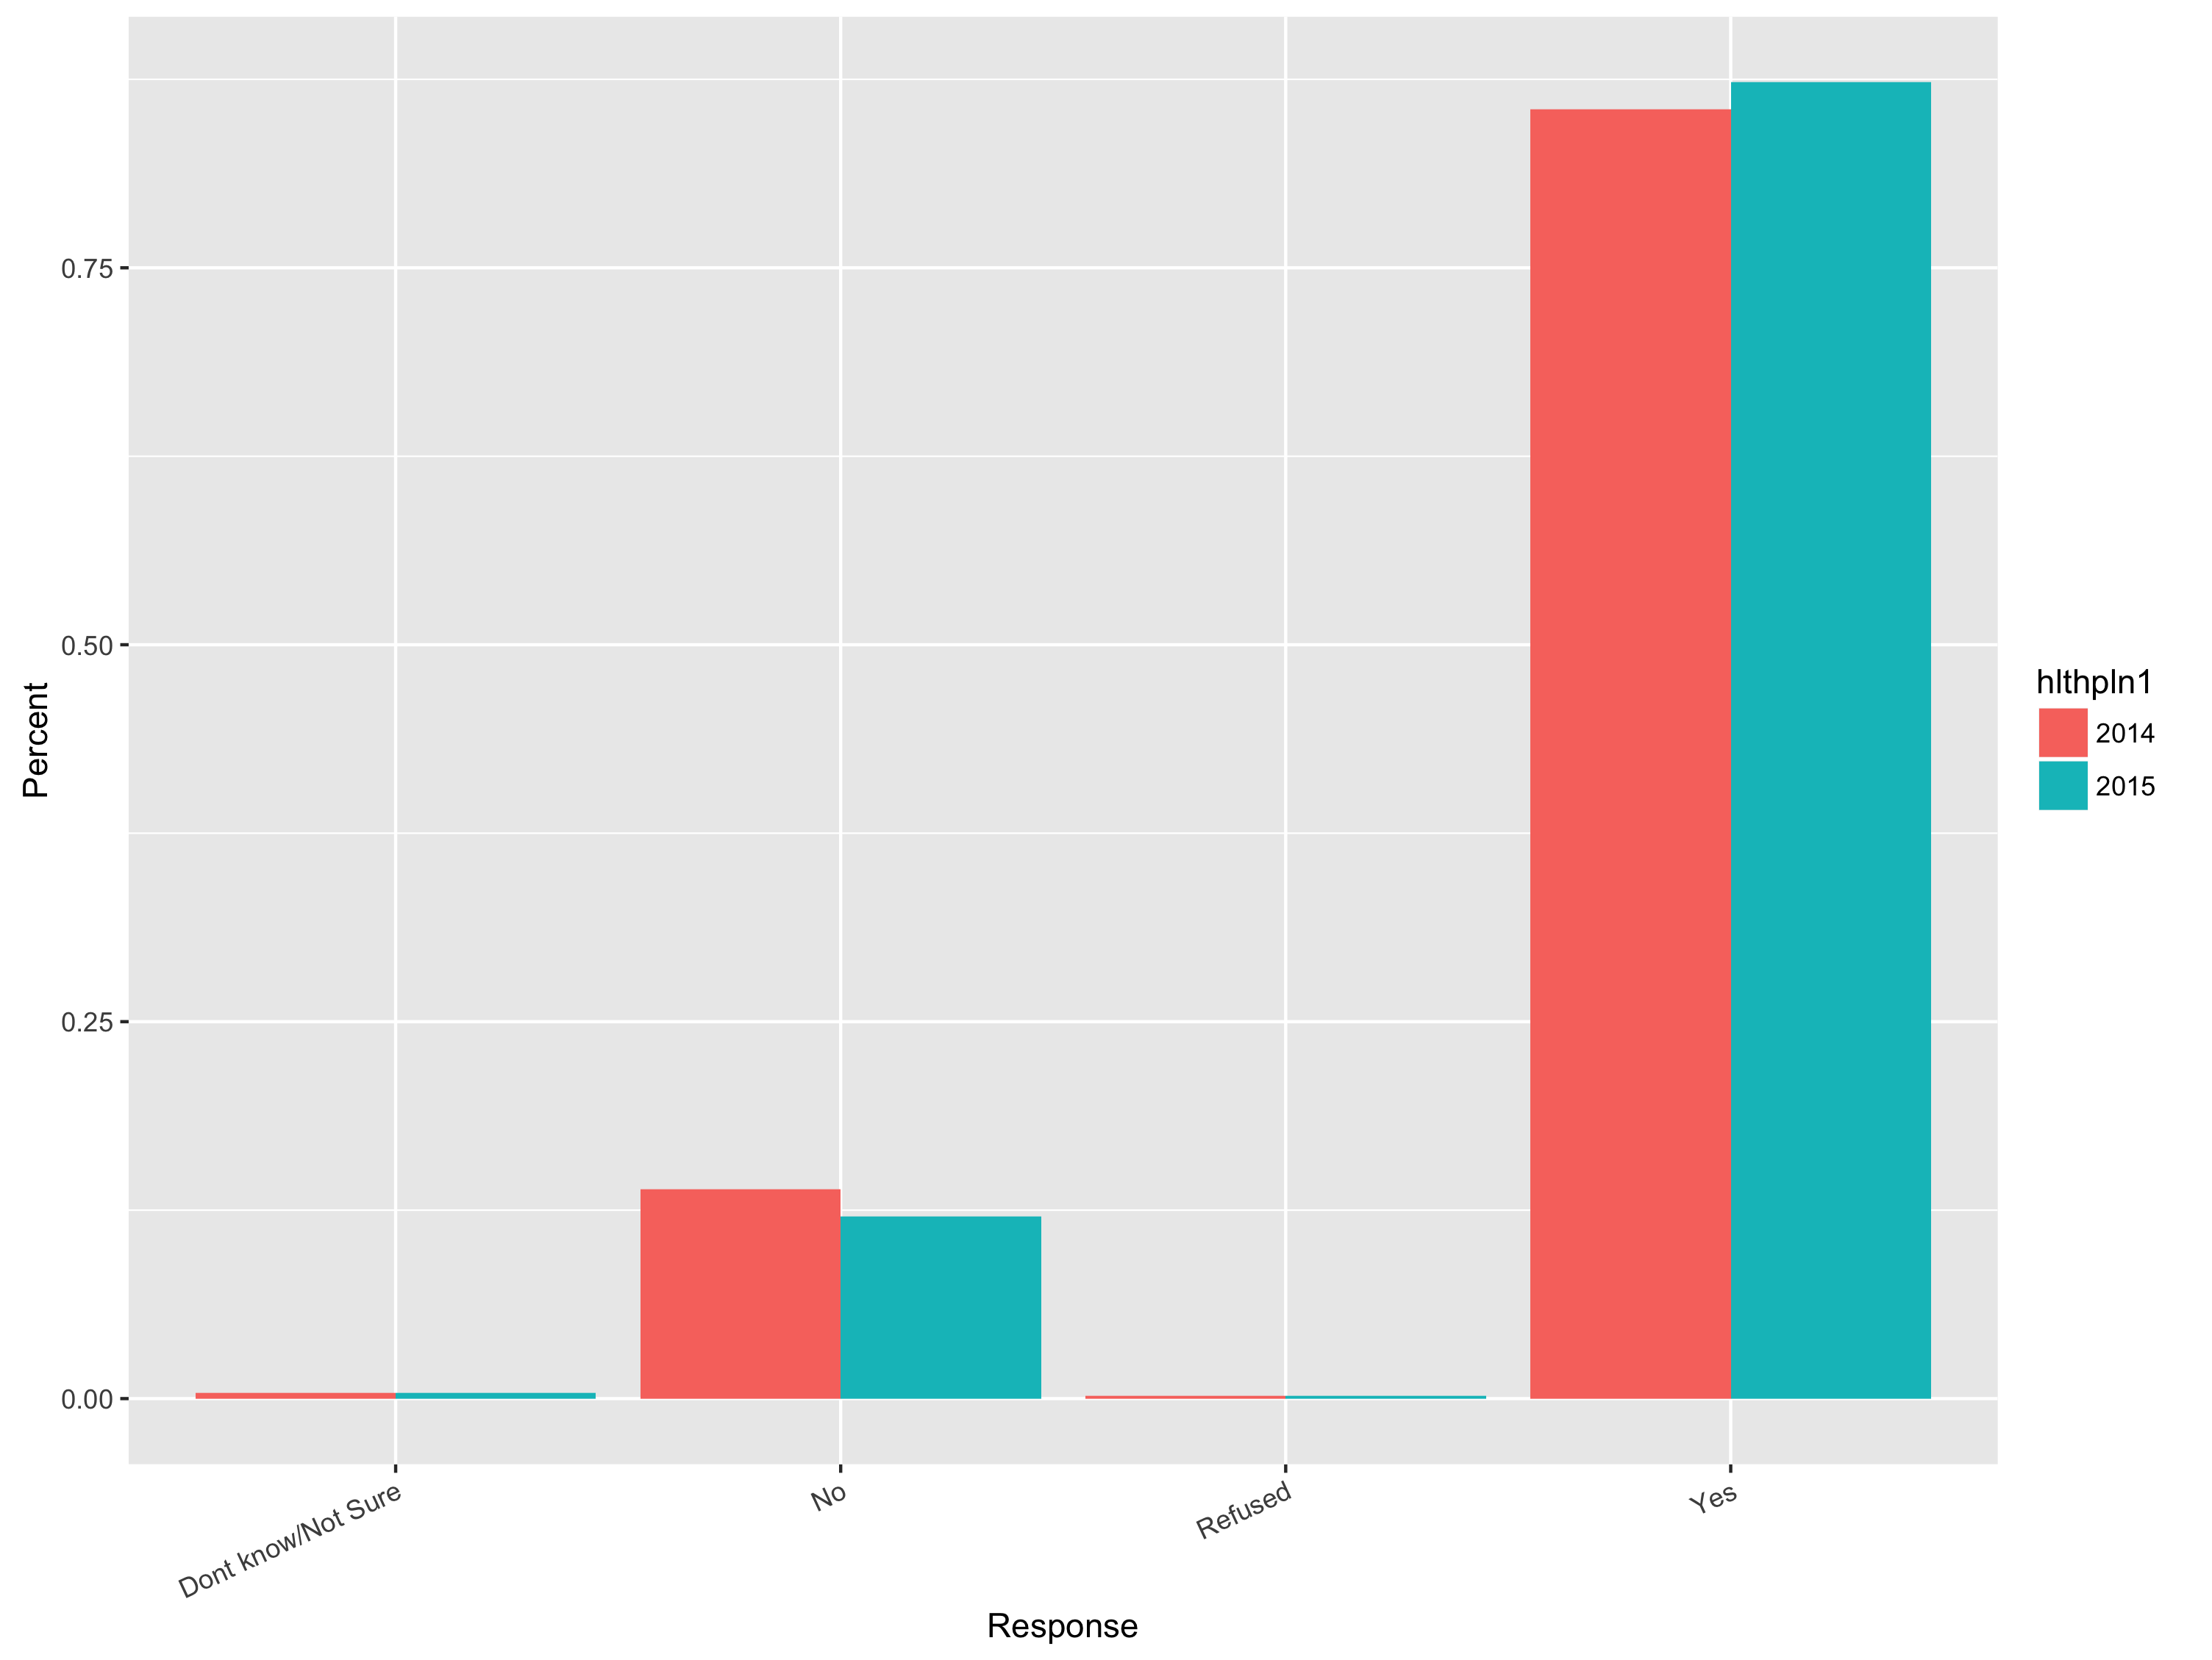 0.75
0.50
0.25
0.00
Percent
Dont know/Not Sure
No
Refused
Yes
Response
hlthpln1
2014
2015